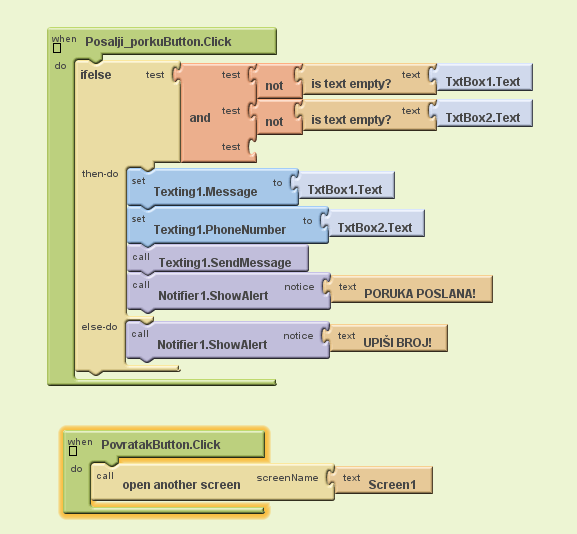 when Posalji_porkuButton.Click
do ifelse test test not is text empty? text TxtBox1.Text
and test not is text empty? text TxtBox2.Text
test
then-do set Texting1.Message to TxtBox1.Text
set Texting1.PhoneNumber to TxtBox2.Text
call Texting1.SendMessage
call Notifier1.ShowAlert notice text PORUKA POSLANA!
else-do call Notifier1.ShowAlert notice text UPIŠI BROJ!
when PovratakButton.Click
do call open another screen screenName text Screen1